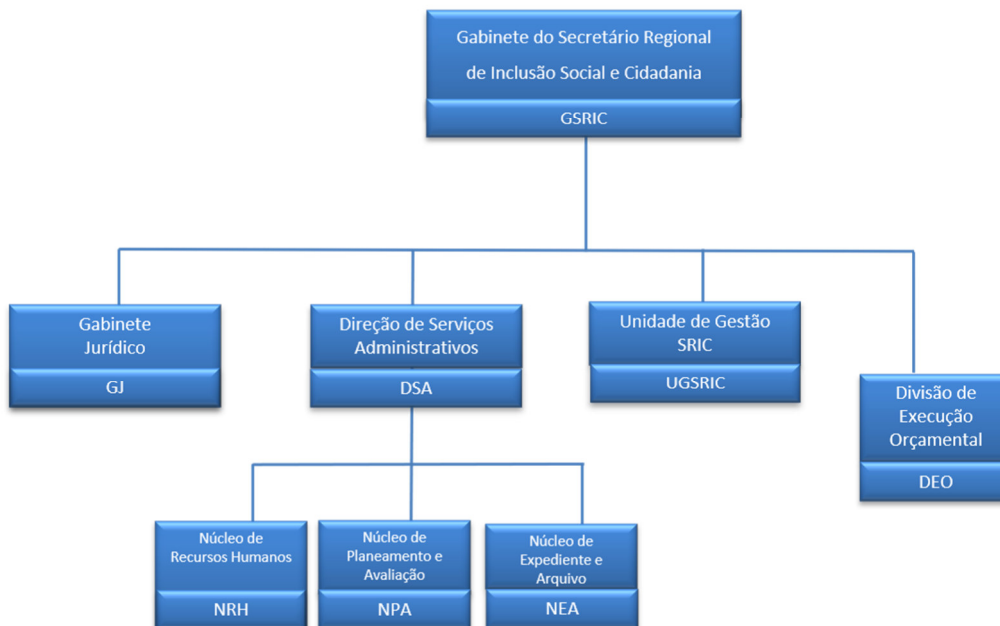 Gabinete do Secretário Regional
de Inclusão Social e Cidadania
GSRIC
Gabinete
Jurídico
GJ
Direção de Serviços
Administrativos
DSA
Unidade de Gestão
SRIC
UGSRIC
Divisão de
Execução
Orçamental
DEO
Núcleo de
Recursos Humanos
NRH
Núcleo de
Planeamento e
Avaliação
NPA
Núcleo de
Expediente e
Arquivo
NEA